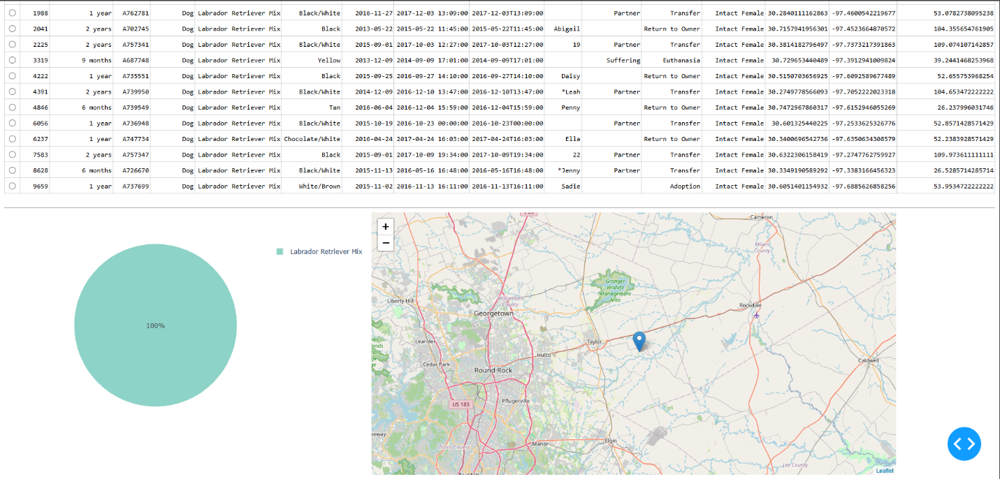 1988 1 year A762781 Dog Labrador Retriever Mix Black/White 2016-11-27 2017-12-03 13:09:00 2017-12-03T13:09:00 Partner Transfer Intact Female 30.2840111162863 -97.4600542219677 53.0782738095238
2041 2 years A702745 Dog Labrador Retriever Mix Black 2013-05-22 2015-05-22 11:45:00 2015-05-22T11:45:00 Abigail Return to Owner Intact Female 30.7157941956301 -97.4523664870572 104.355654761905
2225 2 years A757341 Dog Labrador Retriever Mix Black/White 2015-09-01 2017-10-03 12:27:00 2017-10-03T12:27:00 19 Partner Transfer Intact Female 30.3814182796497 -97.7373217391863 109.074107142857
3319 9 months A687748 Dog Labrador Retriever Mix Yellow 2013-12-09 2014-09-09 17:01:00 2014-09-09T17:01:00 Suffering Euthanasia Intact Female 30.729653440489 -97.3912941009824 39.2441468253968
4222 1 year A735551 Dog Labrador Retriever Mix Black 2015-09-25 2016-09-27 14:10:00 2016-09-27T14:10:00 Daisy Return to Owner Intact Female 30.5150703656925 -97.6092589677489 52.655753968254
4391 2 years A739950 Dog Labrador Retriever Mix Black/White 2014-12-09 2016-12-10 13:47:00 2016-12-10T13:47:00 *Leah Partner Transfer Intact Female 30.2749778566093 -97.7052222023318 104.653472222222
4846 6 months A739549 Dog Labrador Retriever Mix Tan 2016-06-04 2016-12-04 15:59:00 2016-12-04T15:59:00 Penny Return to Owner Intact Female 30.7472967860317 -97.6152946055269 26.237996031746
6056 1 year A736948 Dog Labrador Retriever Mix Black/White 2015-10-19 2016-10-23 00:00:00 2016-10-23T00:00:00 Partner Transfer Intact Female 30.601325440225 -97.2533625326776 52.8571428571429
6237 1 year A747734 Dog Labrador Retriever Mix Chocolate/White 2016-04-24 2017-04-24 16:03:00 2017-04-24T16:03:00 Ella Return to Owner Intact Female 30.3400696542736 -97.6350634308579 52.2383928571429
7583 2 years A757347 Dog Labrador Retriever Mix Black 2015-09-01 2017-10-09 19:34:00 2017-10-09T19:34:00 22 Partner Transfer Intact Female 30.6322306158419 -97.2747762759927 109.973611111111
8628 6 months A726670 Dog Labrador Retriever Mix Black/White 2015-11-13 2016-05-16 16:48:00 2016-05-16T16:48:00 *Jenny Partner Transfer Intact Female 30.3349190589292 -97.3383166456323 26.5285714285714
9659 1 year A737699 Dog Labrador Retriever Mix White/Brown 2015-11-02 2016-11-13 16:11:00 2016-11-13T16:11:00 Sadie Adoption Intact Female 30.6051401154932 -97.6885626858256 53.9534722222222
Labrador Retriever Mix
100%
+
−
Cameron
Milam
County
Granger
Wildlife
Management
Area
Liberty Hill
Williamson
County
Rockdale
Georgetown
Leander
Taylor
Hutto
Cedar Park
Round Rock
Caldwell
US 183
Pflugerville
Elgin
Manor
Travis County
Lee County
Austin
Leaflet